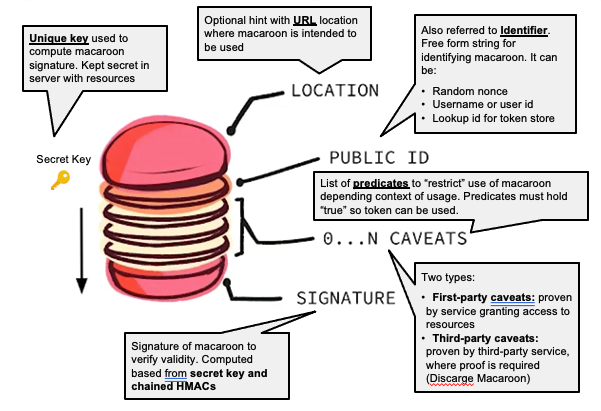 Unique key used to
compute macaroon
signature. Kept secret in
server with resources
Optional hint with URL location
where macaroon is intended to
be used
Also referred to Identifier.
Free form string for
identifying macaroon. It can
be:
• Random nonce
• Username or user id
• Lookup id for token store
LOCATION
Secret Key
PUBLIC ID
List of predicates to “restrict” use of macaroon
depending context of usage. Predicates must hold
“true” so token can be used.
0...N CAVEATS
Two types:
• First-party caveats: proven
by service granting access to
resources
• Third-party caveats:
proven by third-party service,
where proof is required
(Discarge Macaroon)
SIGNATURE
Signature of macaroon to
verify validity. Computed
based from secret key and
chained HMACs